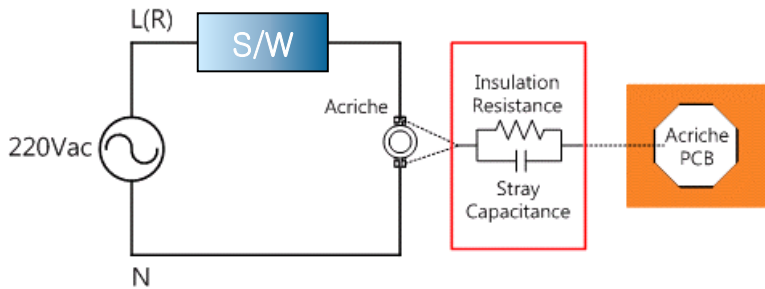 L(R)
S/W
220Vac
Acriche
N
Insulation
Resistance
Stray
Capacitance
Acriche
PCB